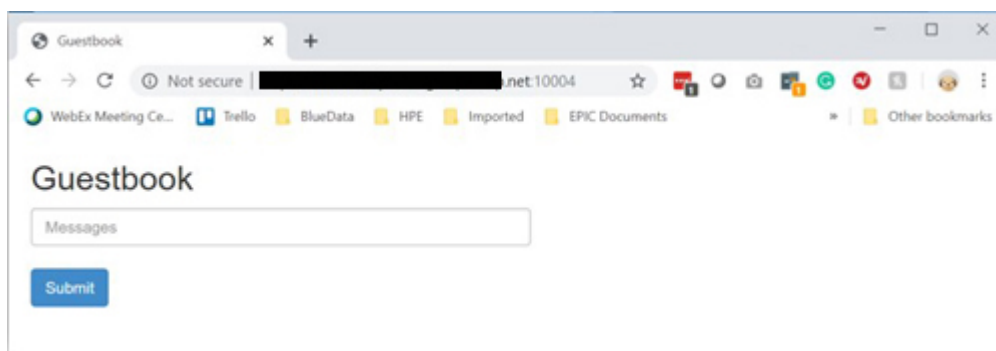 Guestbook
Not secure | .net:10004
WebEx Meeting Ce... Trello BlueData HPE Imported EPIC Documents » Other bookmarks
Guestbook
Messages
Submit